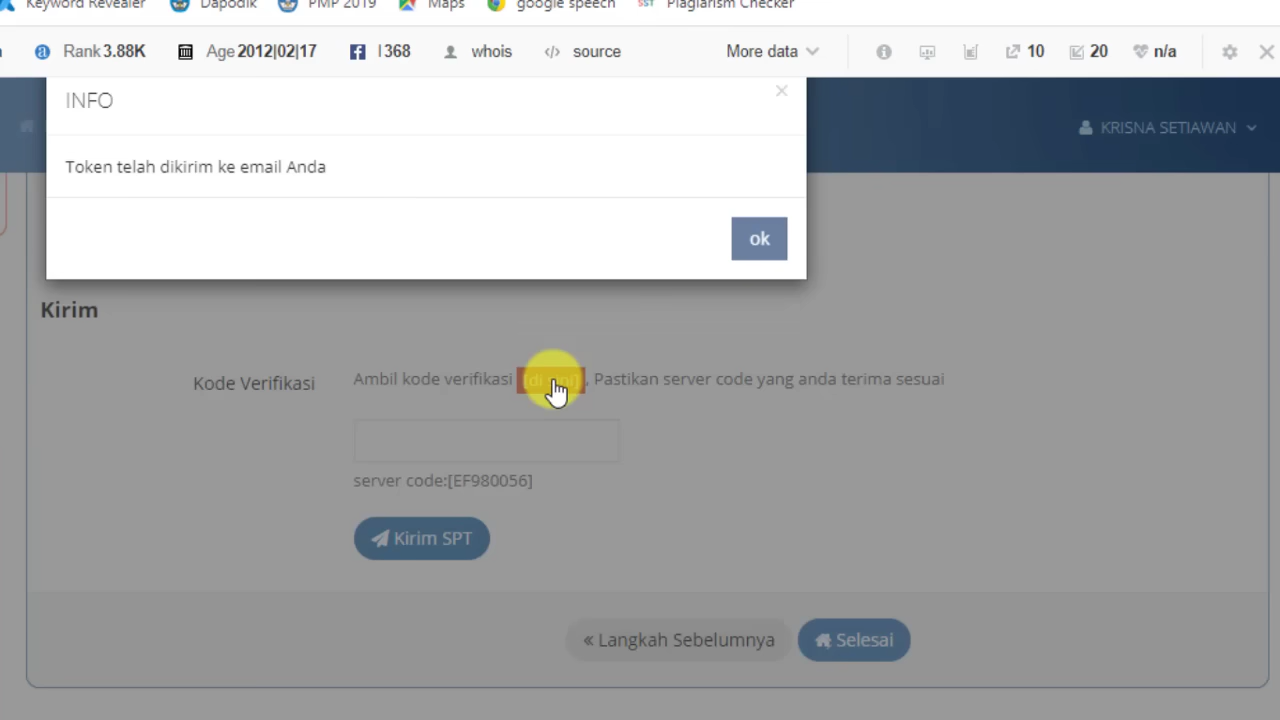 Keyword Revealer Dapodik PMP 2019 Maps google speech SST Plagiarism Checker
Rank 3.88K Age 2012|02|17 l 368 whois source More data 10 20 n/a
INFO
KRISNA SETIAWAN
Token telah dikirim ke email Anda
ok
Kirim
Kode Verifikasi
Ambil kode verifikasi , Pastikan server code yang anda terima sesuai
server code:[EF980056]
Kirim SPT
« Langkah Sebelumnya Selesai